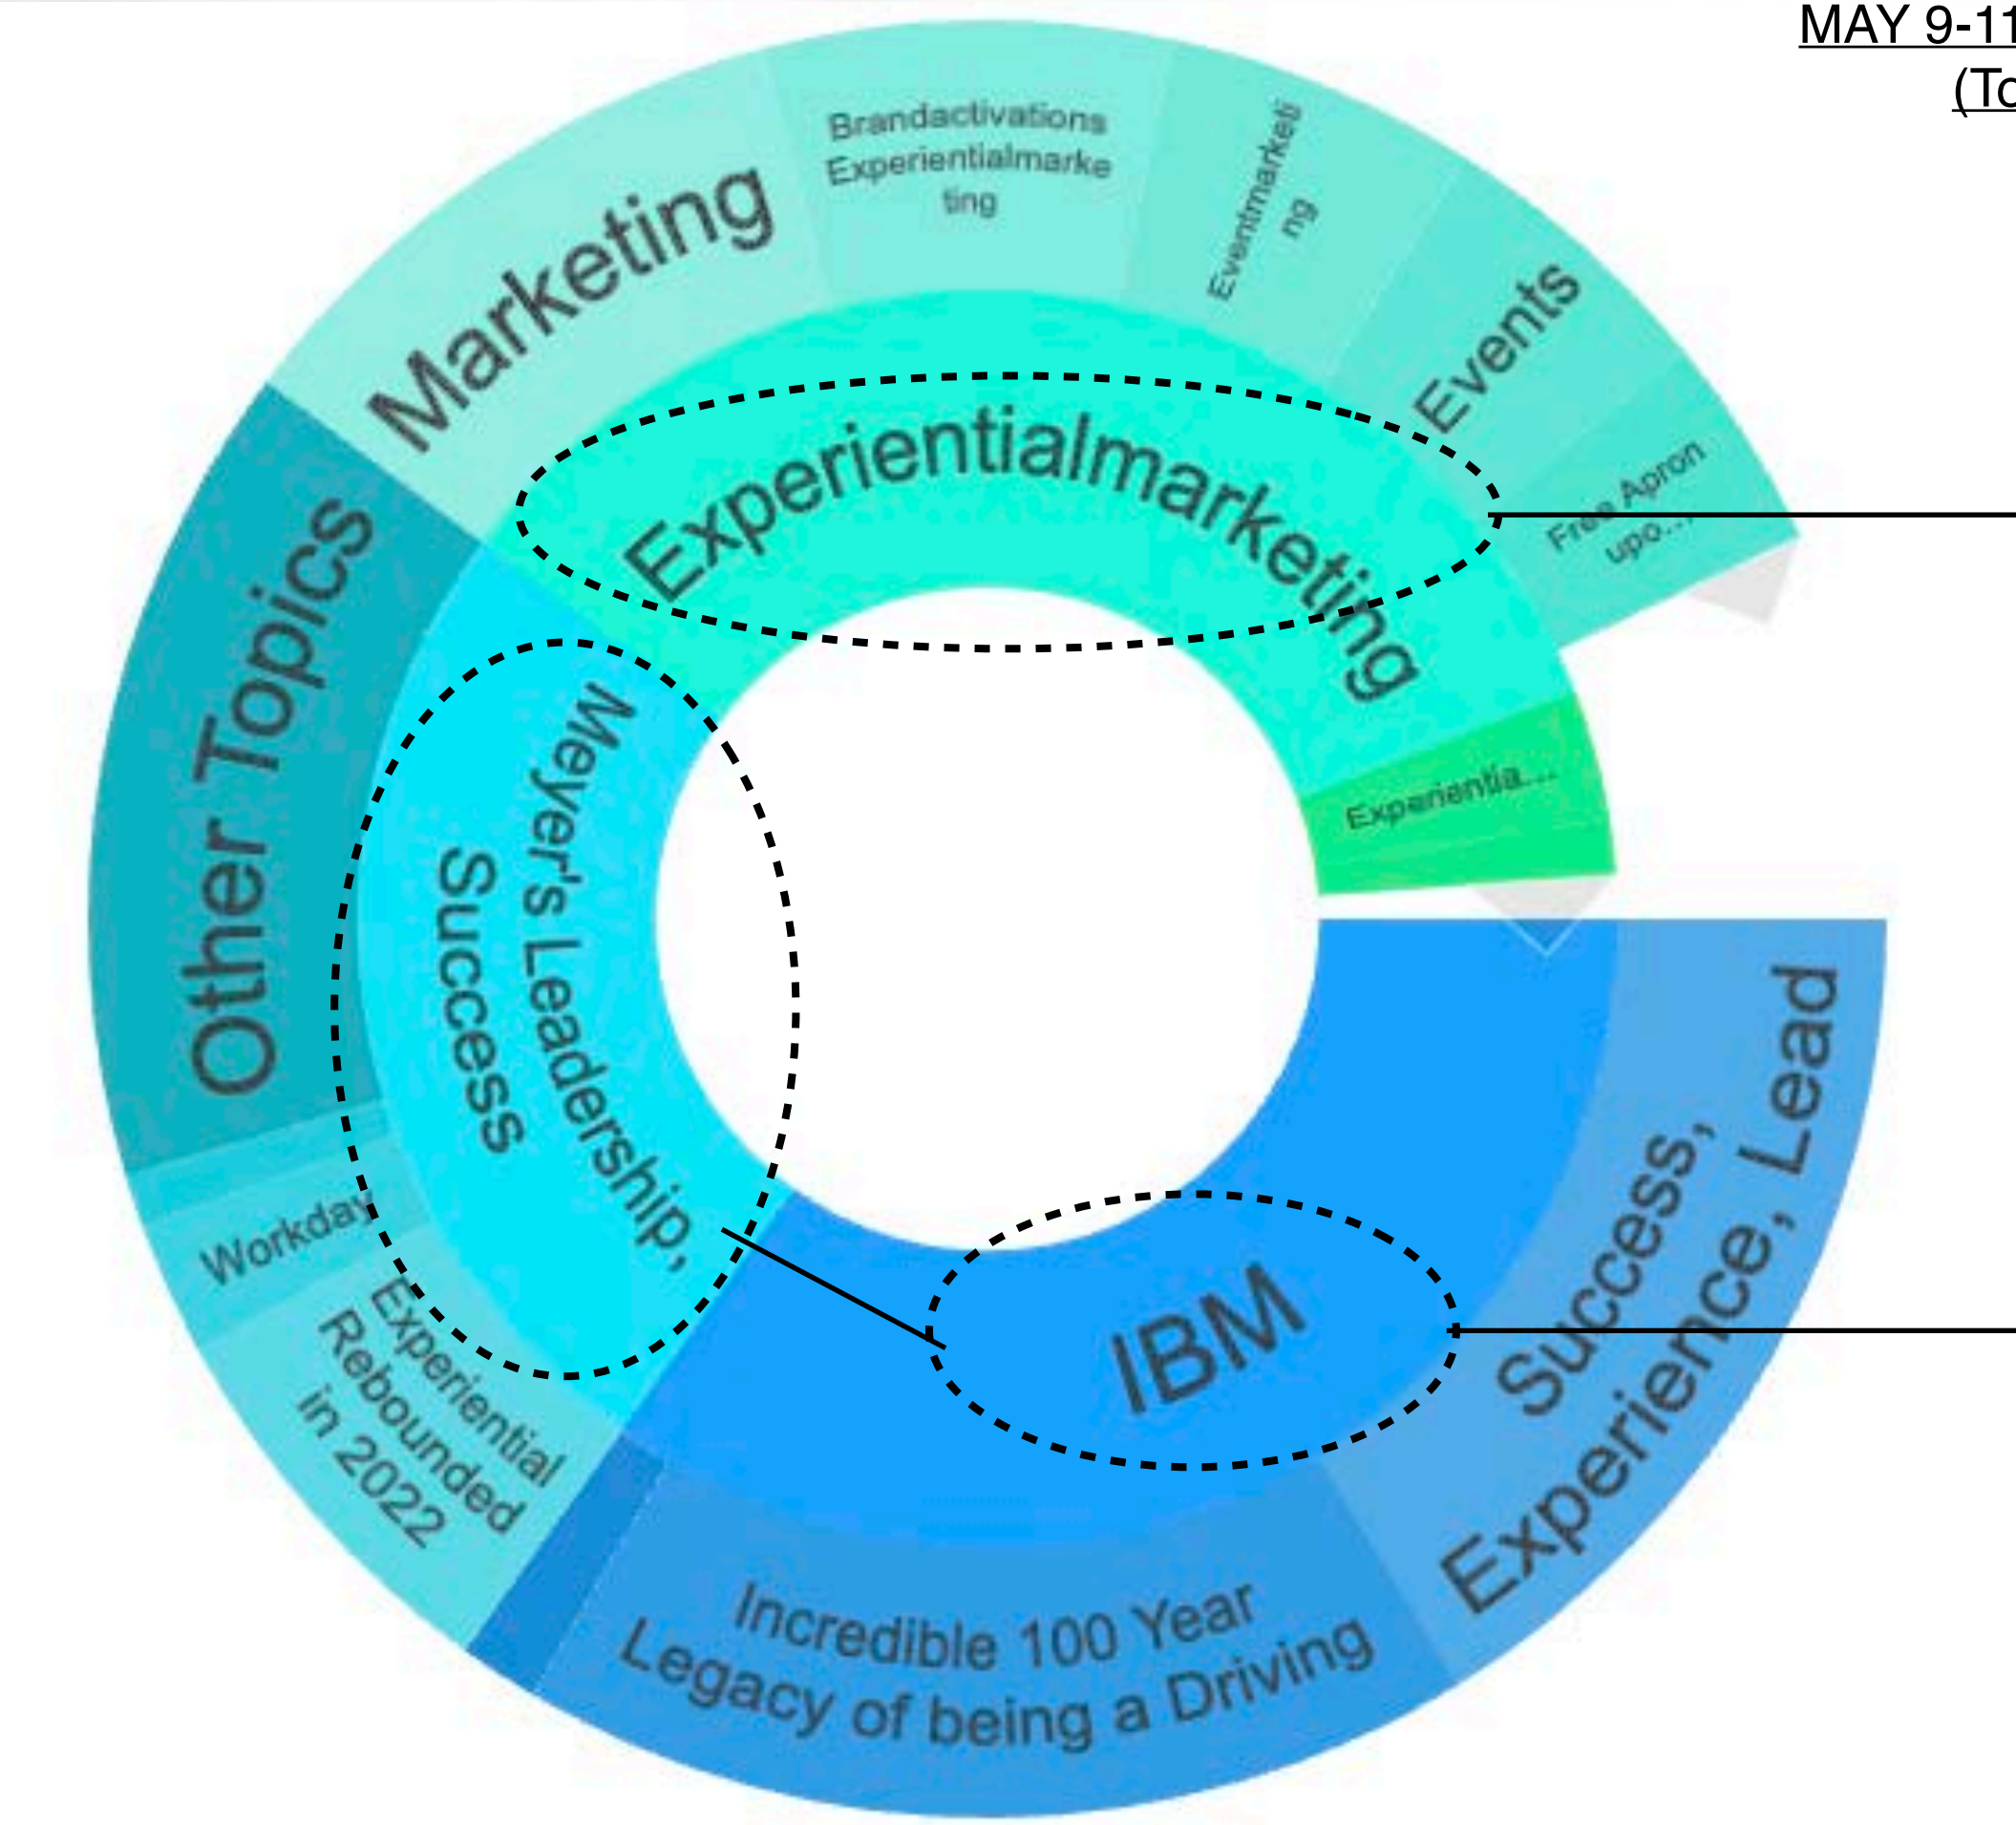 MAY 9-11
(To
Brandactivations
Experientialmarke
ting
Eventmarketi
ng
Marketing
Events
Free Apron
upo...
Experientialmarketing
Experientia...
Other Topics
Meyer's Leadership,
Success
Workday
Experiential
Rebounded
in 2022
IBM
Success,
Experience, Lead
Incredible 100 Year
Legacy of being a Driving